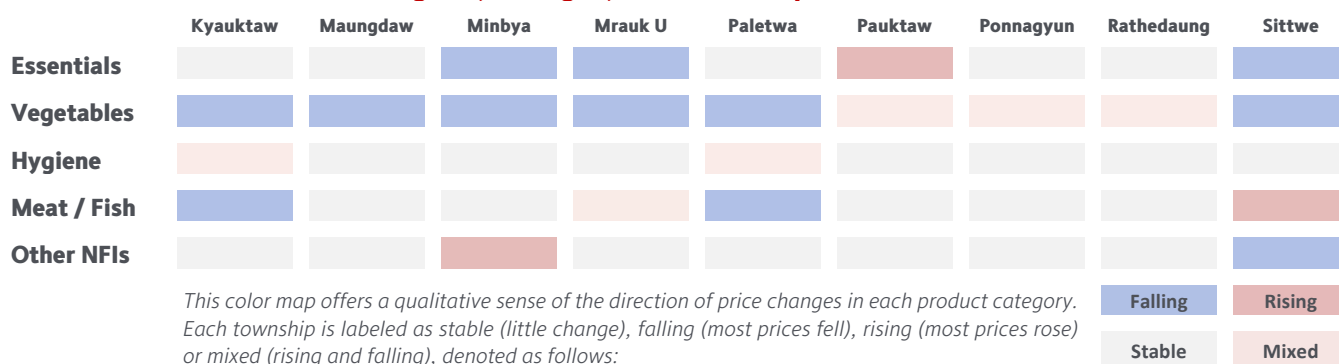 Kyauktaw Maungdaw Minbya Mrauk U Paletwa Pauktaw Ponnagyun Rathedaung Sittwe
Essentials
Vegetables
Hygiene
Meat / Fish
Other NFIs
This color map offers a qualitative sense of the direction of price changes in each product category.
Each township is labeled as stable (little change), falling (most prices fell), rising (most prices rose)
or mixed (rising and falling), denoted as follows:
Falling Rising
Stable Mixed